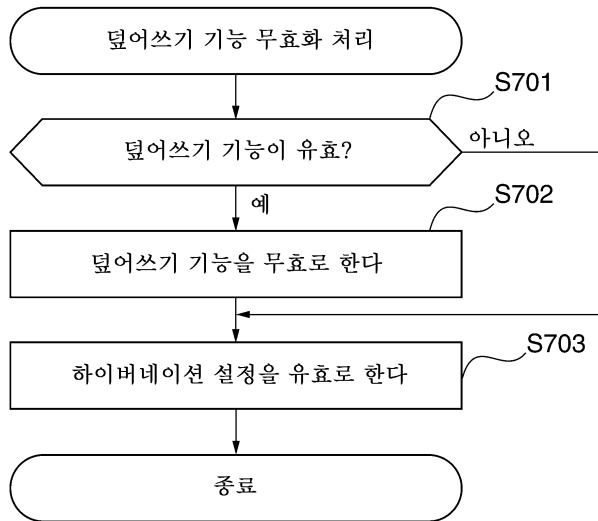 덮어쓰기 기능 무효화 처리
S701
덮어쓰기 기능이 유효?
아니오
예
S702
덮어쓰기 기능을 무효로 한다
S703
하이버네이션 설정을 유효로 한다
종료